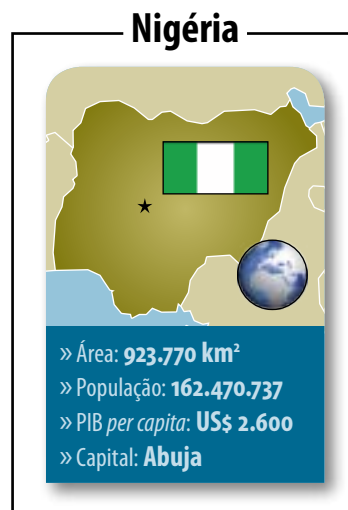 Nigéria
» Área: 923.770 km²
» População: 162.470.737
» PIB per capita: US$ 2.600
» Capital: Abuja